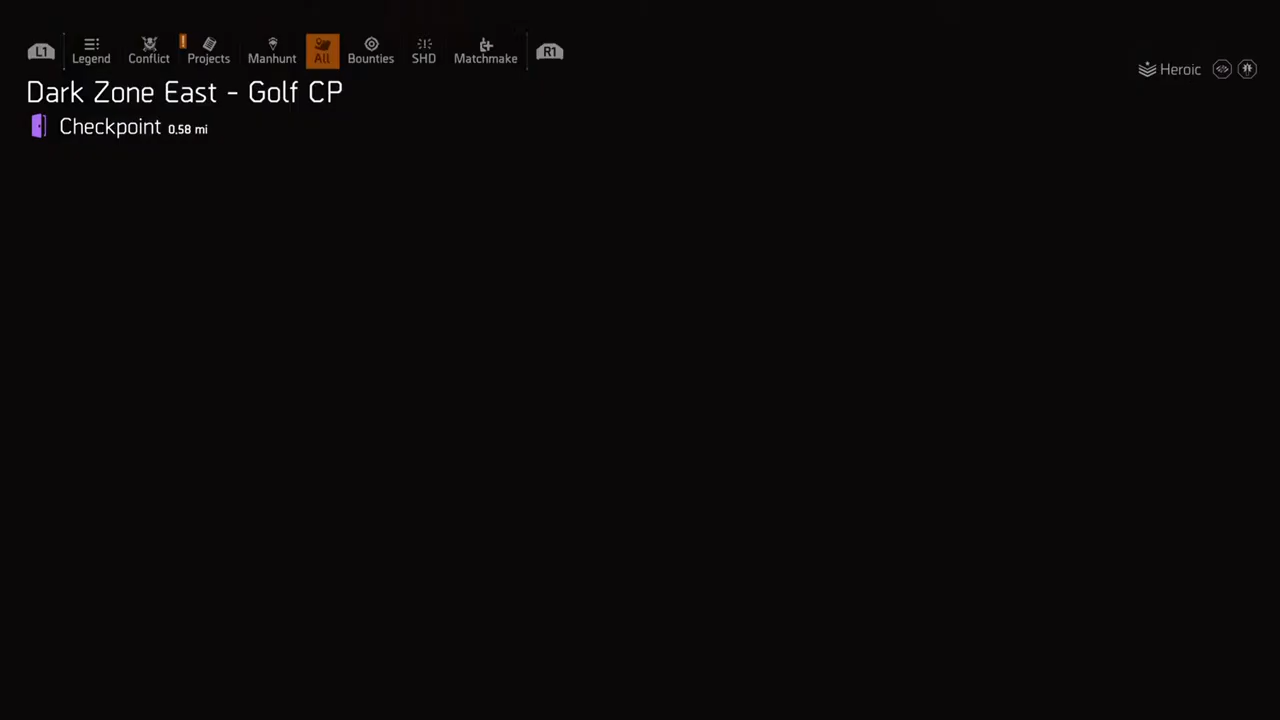 L1 Legend Conflict Projects Manhunt All Bounties SHD Matchmake R1
Heroic
Dark Zone East - Golf CP
Checkpoint 0.58 mi